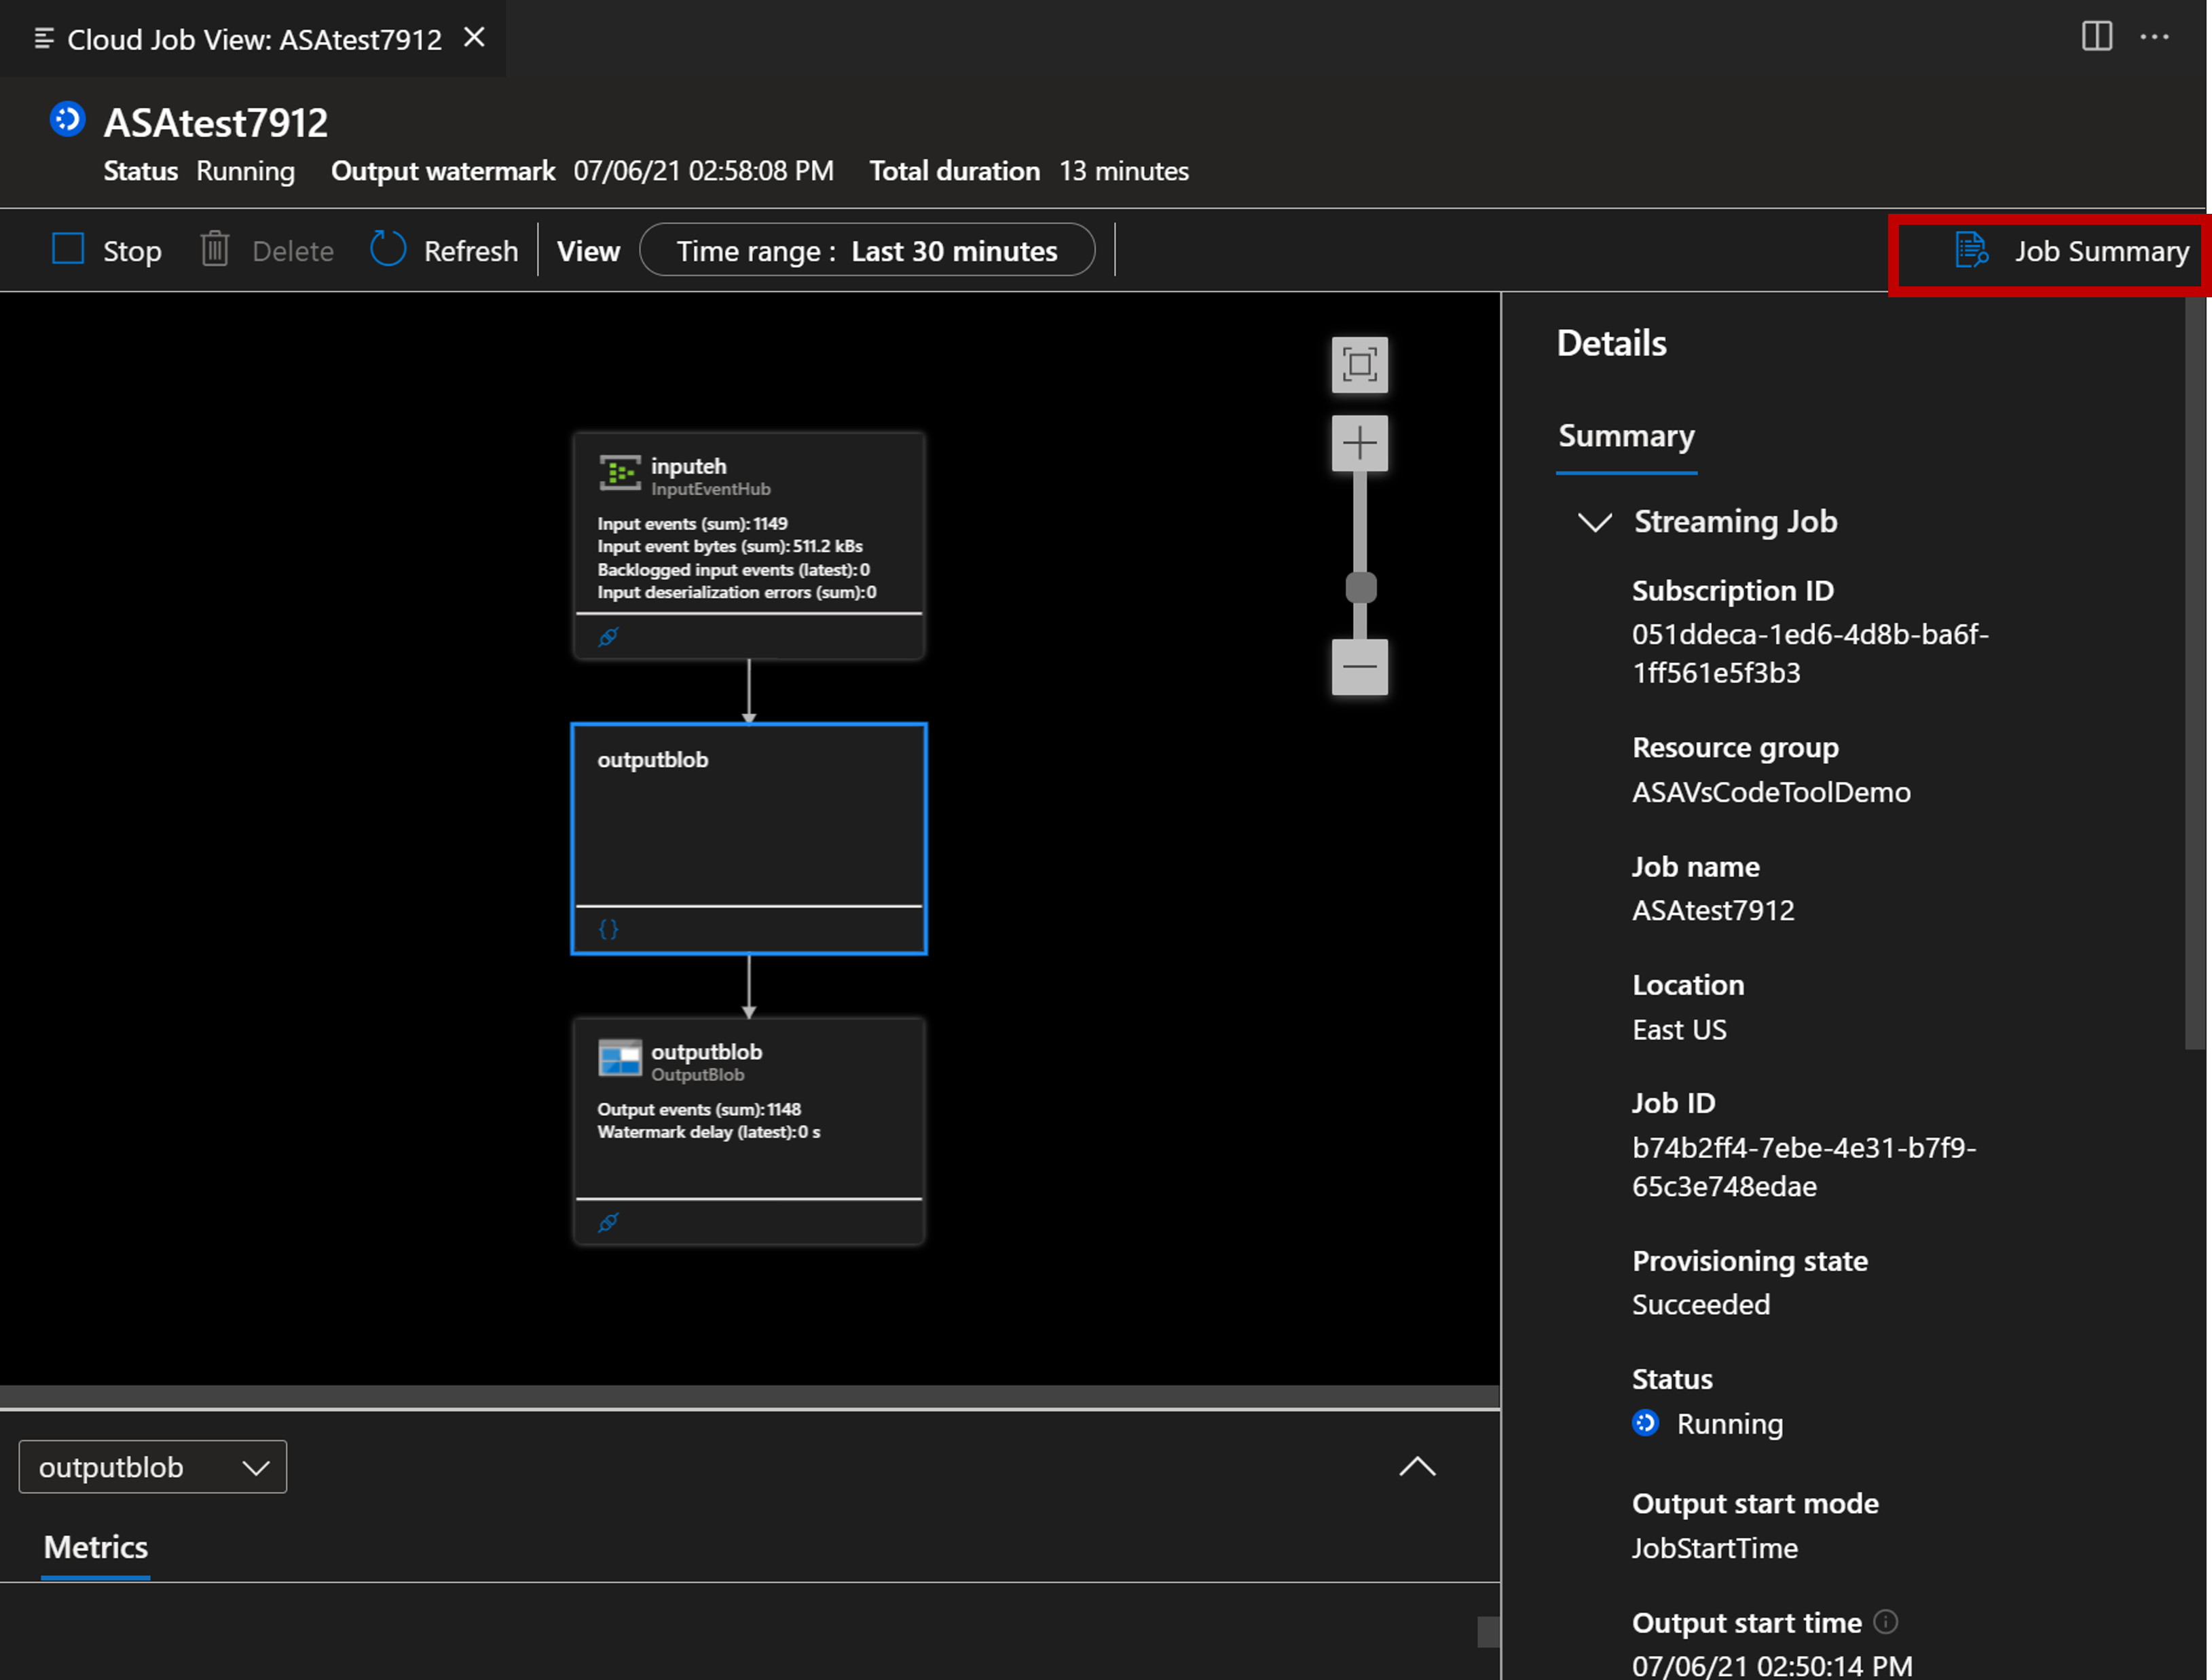 Cloud Job View: ASAtest7912
ASAtest7912
Status Running Output watermark 07/06/21 02:58:08 PM Total duration 13 minutes
Stop Delete Refresh View Time range : Last 30 minutes Job Summary
inputeh
InputEventHub
Input events (sum): 1149
Input event bytes (sum): 511.2 kBs
Backlogged input events (latest): 0
Input deserialization errors (sum): 0
outputblob
{}
outputblob
OutputBlob
Output events (sum): 1148
Watermark delay (latest): 0 s
outputblob
Metrics
Details
Summary
Streaming Job
Subscription ID
051ddeca-1ed6-4d8b-ba6f-
1ff561e5f3b3
Resource group
ASAVsCodeToolDemo
Job name
ASAtest7912
Location
East US
Job ID
b74b2ff4-7ebe-4e31-b7f9-
65c3e748edae
Provisioning state
Succeeded
Status
Running
Output start mode
JobStartTime
Output start time
07/06/21 02:50:14 PM